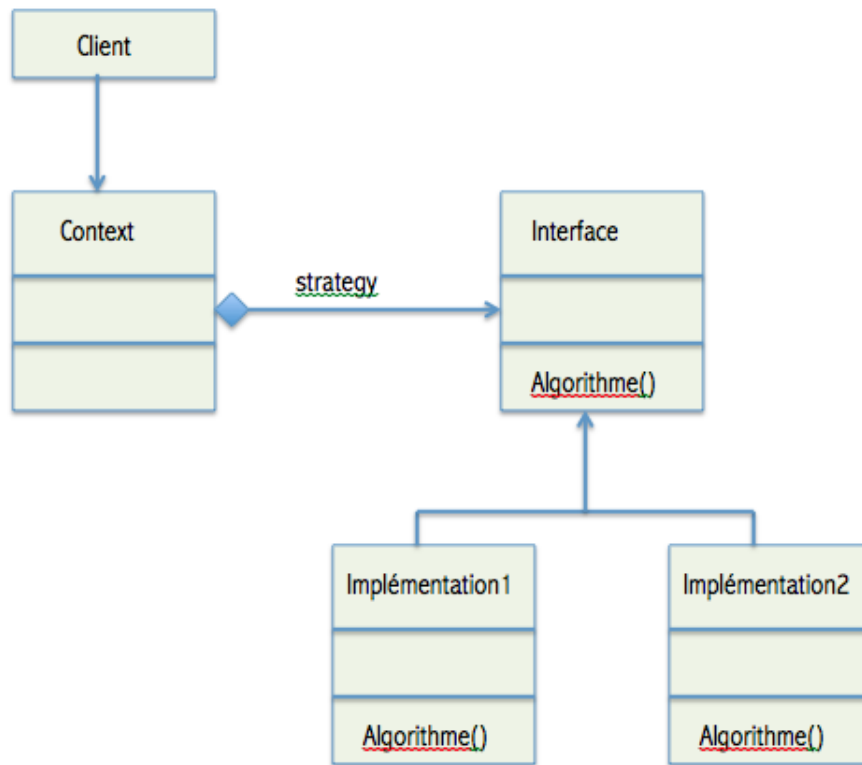 Client
Context
Interface
strategy
Algorithme()
Implémentation1
Implémentation2
Algorithme()
Algorithme()